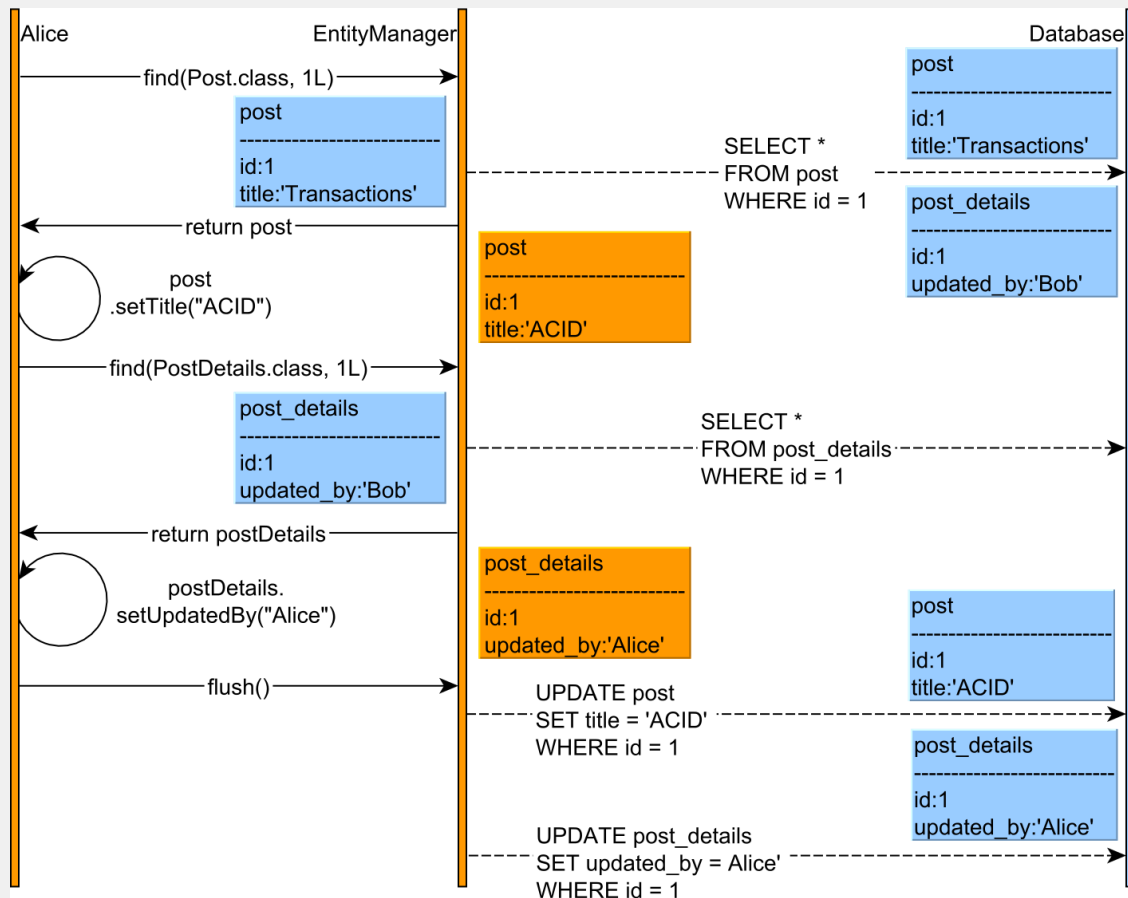 Alice
EntityManager
Database
find(Post.class, 1L)
post
----------------------------
id:1
title:'Transactions'
post
----------------------------
id:1
title:'Transactions'
SELECT *
FROM post
WHERE id = 1
return post
post_details
----------------------------
id:1
updated_by:'Bob'
post
----------------------------
id:1
title:'ACID'
post
.setTitle("ACID")
find(PostDetails.class, 1L)
post_details
----------------------------
id:1
updated_by:'Bob'
SELECT *
FROM post_details
WHERE id = 1
return postDetails
post_details
----------------------------
id:1
updated_by:'Alice'
postDetails.
setUpdatedBy("Alice")
post
----------------------------
id:1
title:'ACID'
flush()
UPDATE post
SET title = 'ACID'
WHERE id = 1
post_details
----------------------------
id:1
updated_by:'Alice'
UPDATE post_details
SET updated_by = Alice'
WHERE id = 1